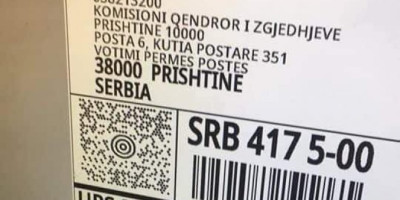 KOMISIONI QENDROR I ZGJEDHJEVE
PRISHTINE 10000
POSTA 6, KUTIA POSTARE 351
VOTIMI PERMES POSTES
38000 PRISHTINE
SERBIA
SRB 417 5-00